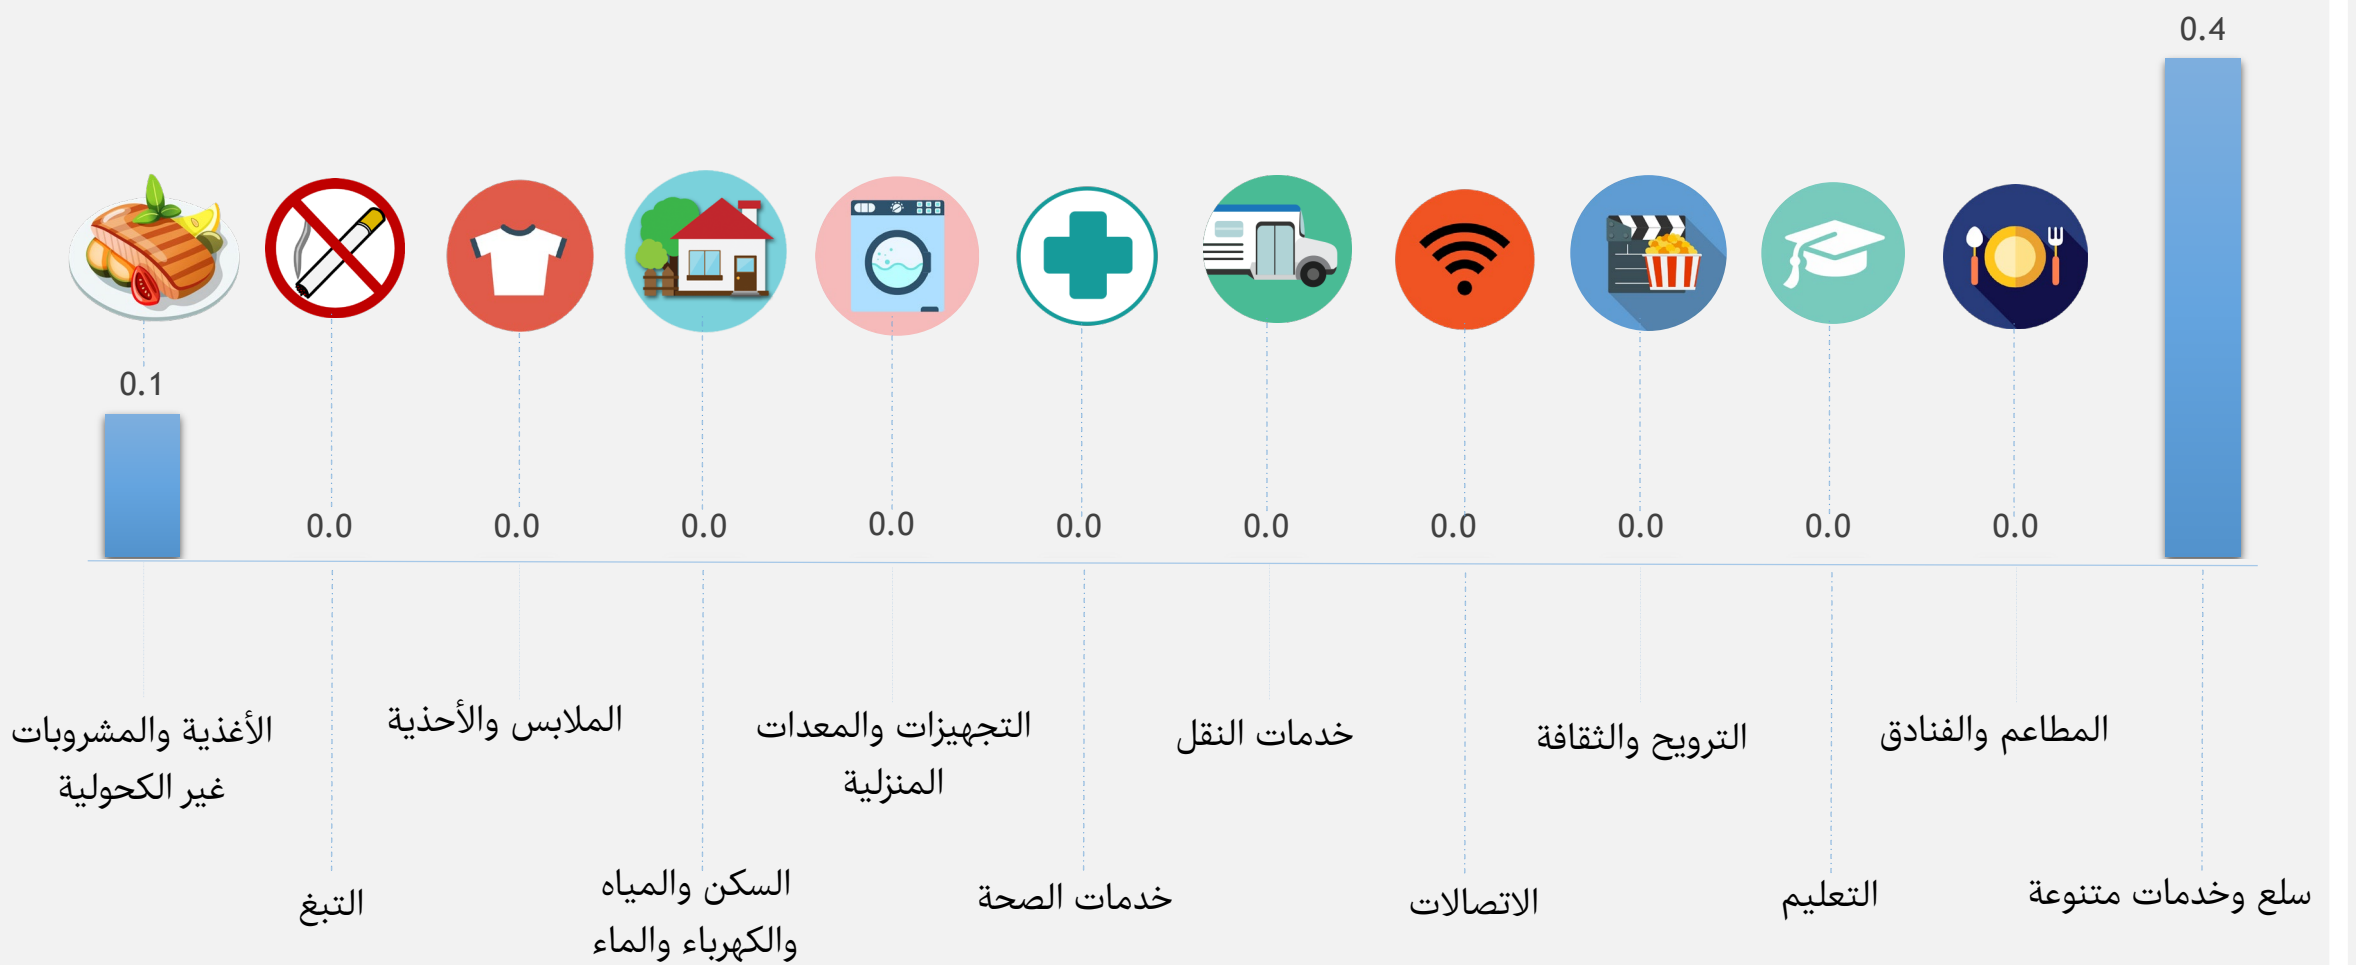 0.4
0.1
0.0
0.0
0.0
0.0
0.0
0.0
0.0
0.0
0.0
0.0
الأغذية والمشروبات
غير الكحولية
الملابس والأحذية
التجهيزات والمعدات
المنزلية
خدمات النقل
الترويح والثقافة
المطاعم والفنادق
التبغ
السكن والمياه
والكهرباء والماء
خدمات الصحة
الاتصالات
التعليم
سلع وخدمات متنوعة